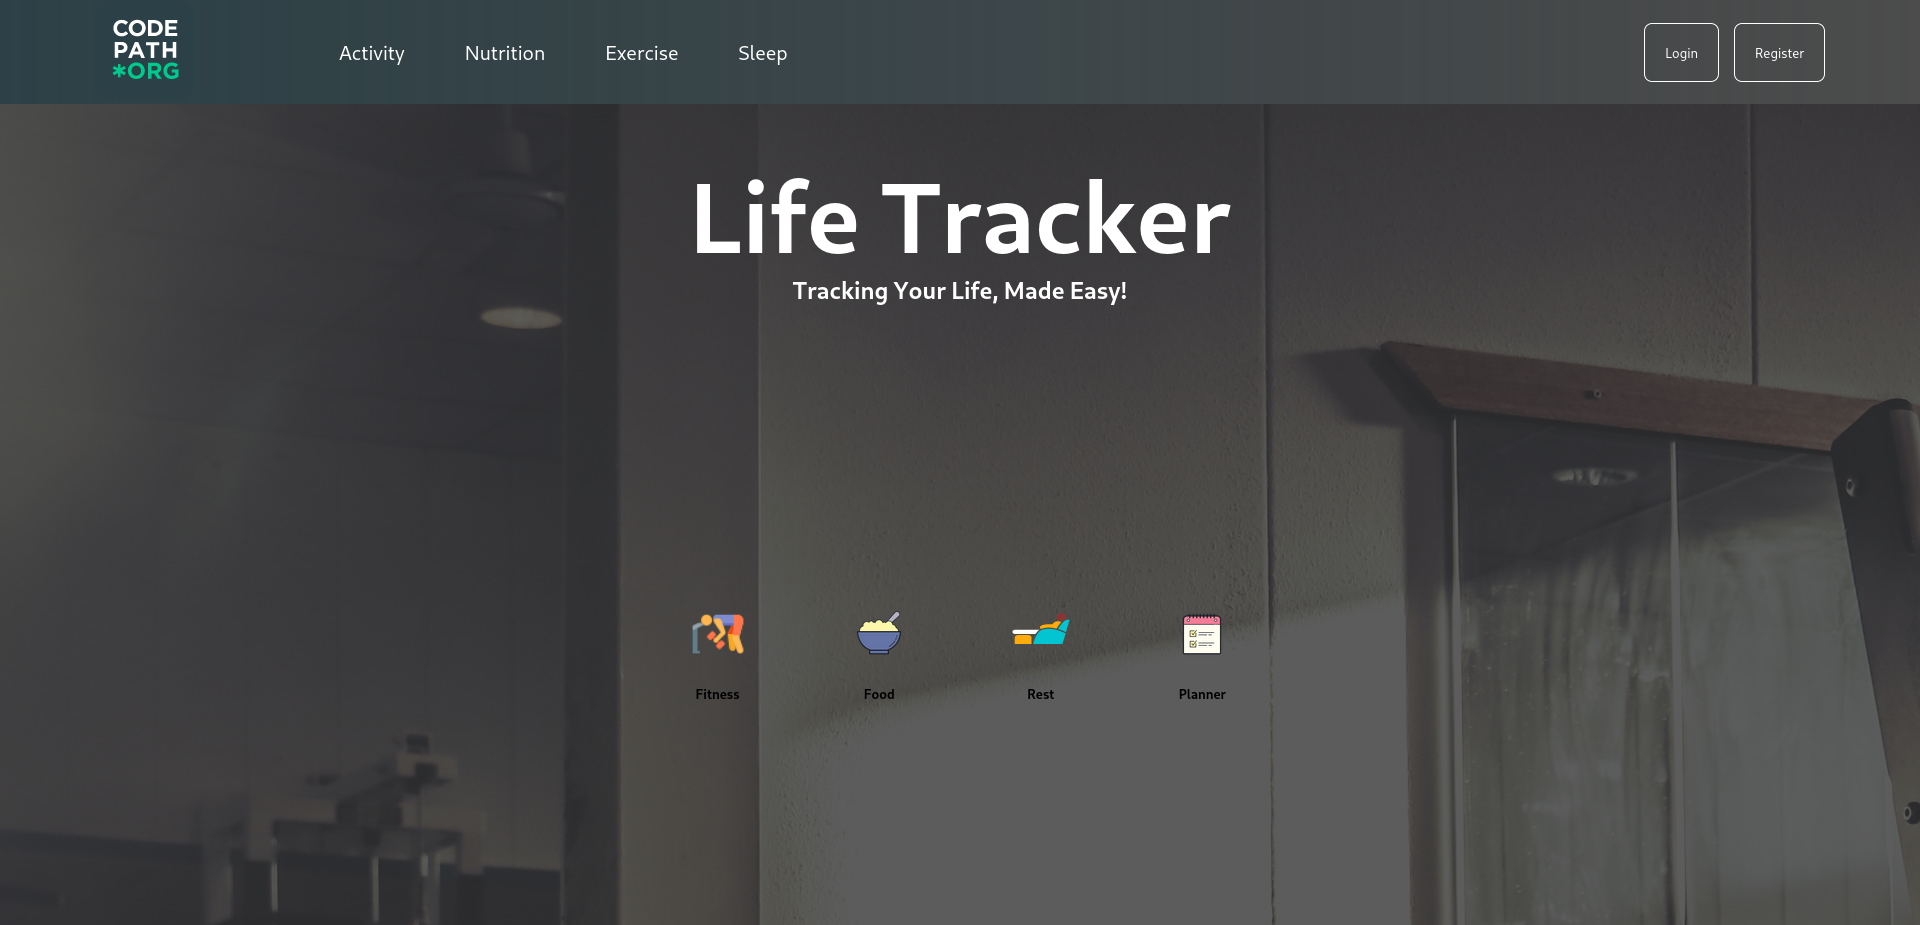 CODE
PATH
*ORG
Activity Nutrition Exercise Sleep
Login Register
Life Tracker
Tracking Your Life, Made Easy!
Fitness Food Rest Planner